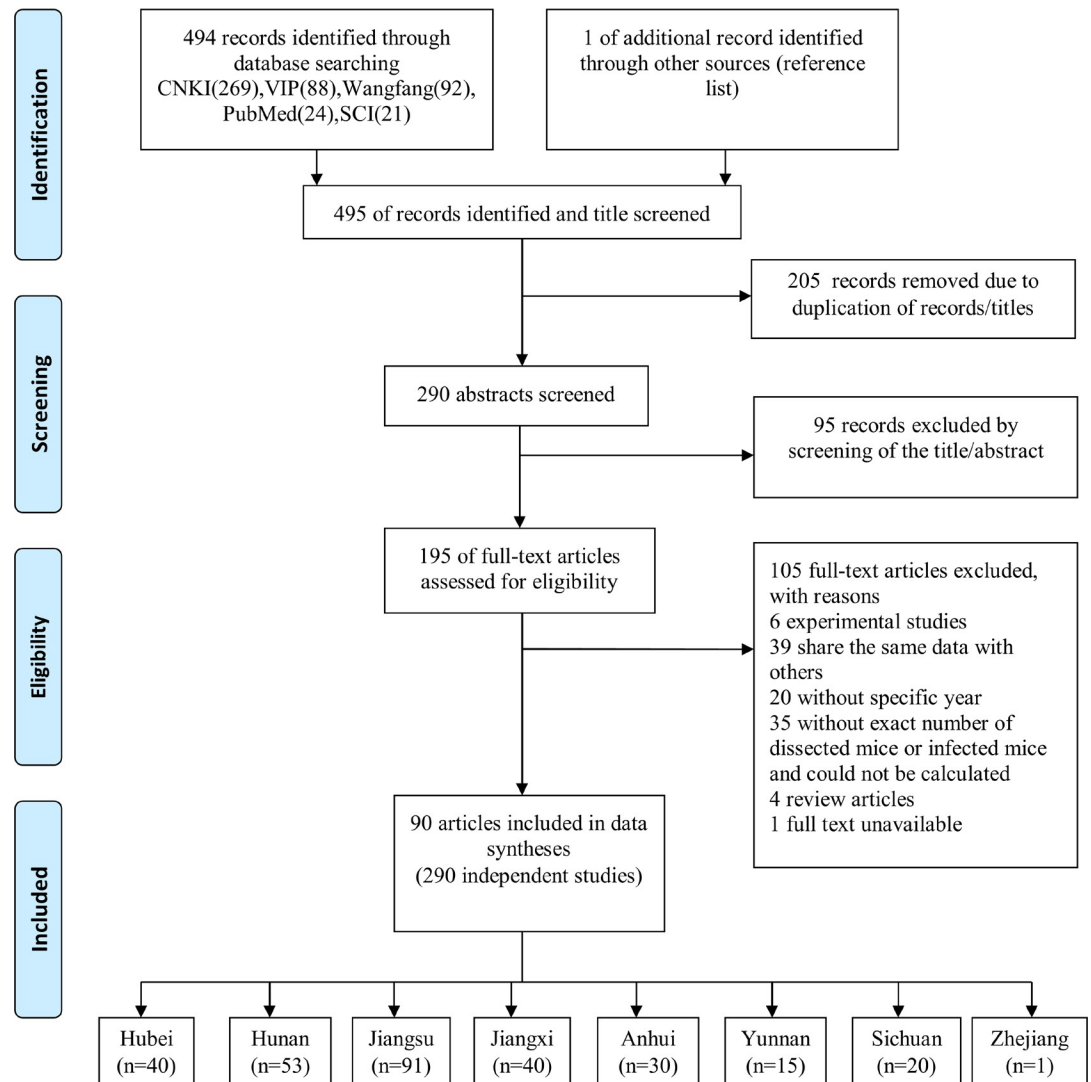 Identification
494 records identified through
database searching
CNKI(269),VIP(88),Wangfang(92),
PubMed(24),SCI(21)
1 of additional record identified
through other sources (reference
list)
495 of records identified and title screened
205 records removed due to
duplication of records/titles
Screening
290 abstracts screened
95 records excluded by
screening of the title/abstract
Eligibility
195 of full-text articles
assessed for eligibility
105 full-text articles excluded,
with reasons
6 experimental studies
39 share the same data with
others
20 without specific year
35 without exact number of
dissected mice or infected mice
and could not be calculated
4 review articles
1 full text unavailable
Included
90 articles included in data
syntheses
(290 independent studies)
Hubei
(n=40)
Hunan
(n=53)
Jiangsu
(n=91)
Jiangxi
(n=40)
Anhui
(n=30)
Yunnan
(n=15)
Sichuan
(n=20)
Zhejiang
(n=1)